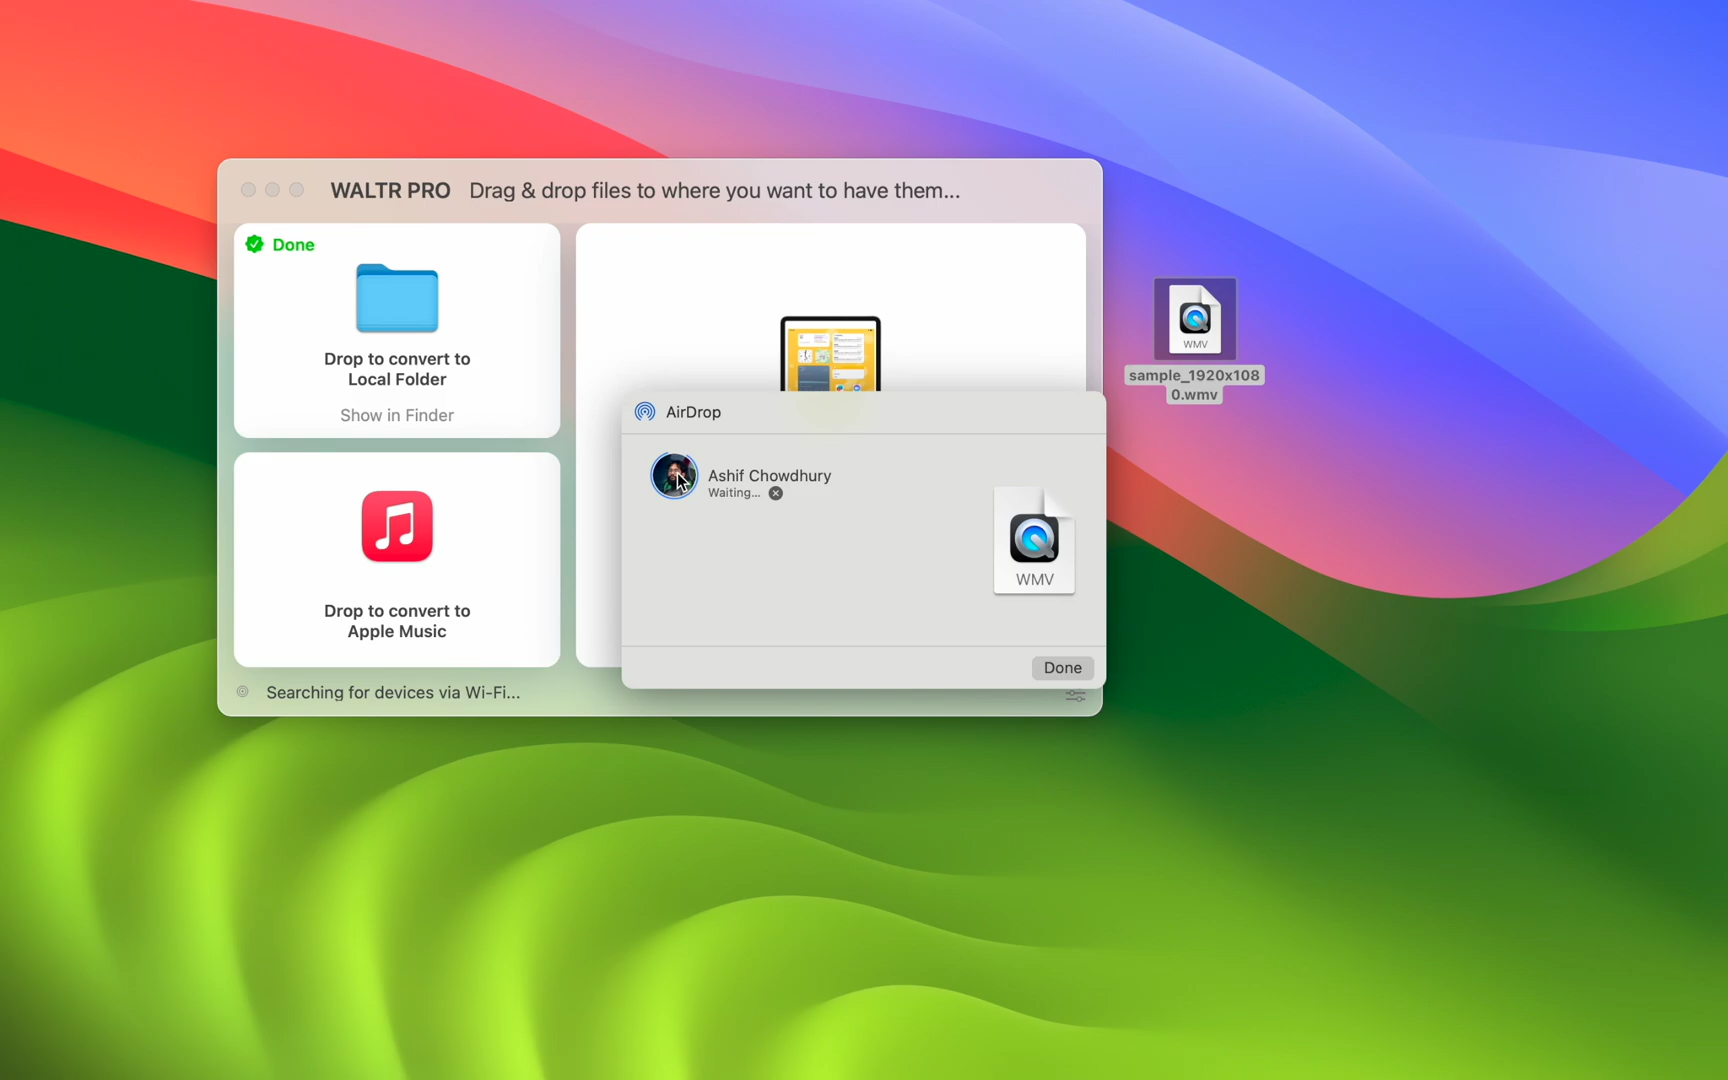 WALTR PRO Drag & drop files to where you want to have them...
Done
Drop to convert to
Local Folder
Show in Finder
Drop to convert to
Apple Music
Searching for devices via Wi-Fi...
AirDrop
Ashif Chowdhury
Waiting...
WMV
Done
WMV
sample_1920x108
0.wmv